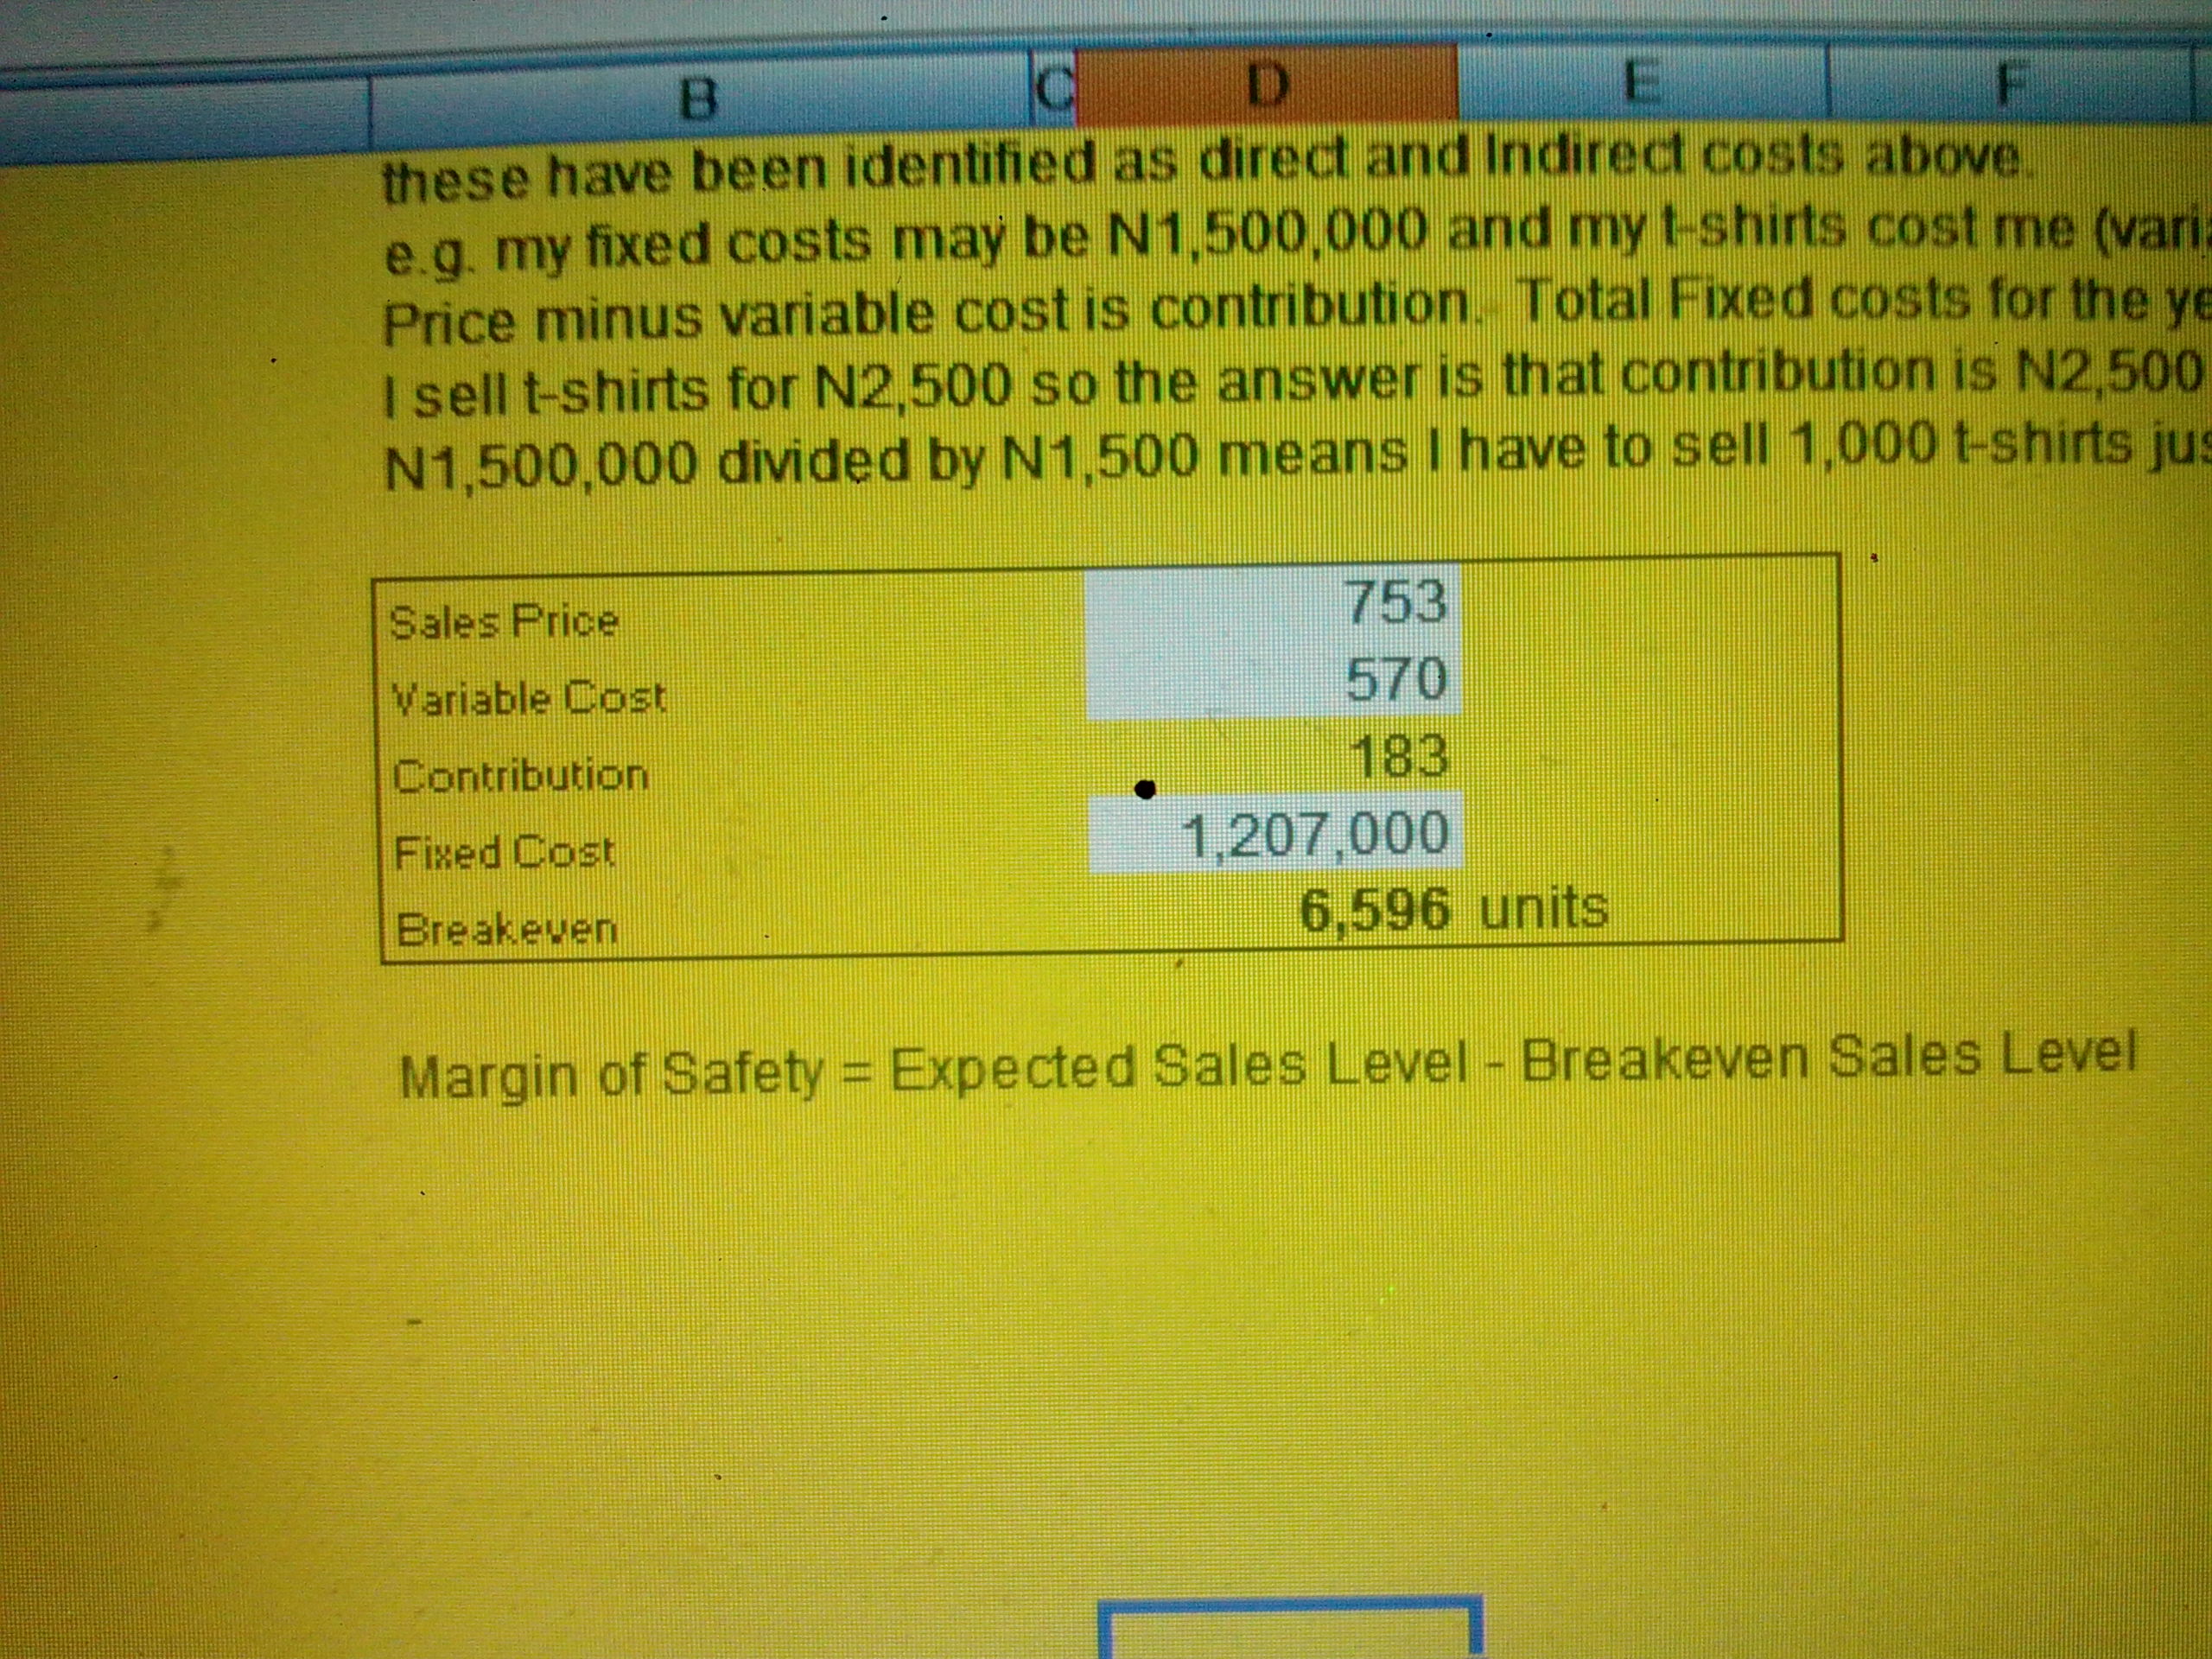 B C D E F
these have been identified as direct and Indirect costs above.
e.g. my fixed costs may be N1,500,000 and my t-shirts cost me (varia
Price minus variable cost is contribution. Total Fixed costs for the ye
I sell t-shirts for N2,500 so the answer is that contribution is N2,500
N1,500,000 divided by N1,500 means I have to sell 1,000 t-shirts jus
Sales Price 753
Variable Cost 570
Contribution 183
Fixed Cost 1,207,000
Breakeven 6,596 units
Margin of Safety = Expected Sales Level - Breakeven Sales Level